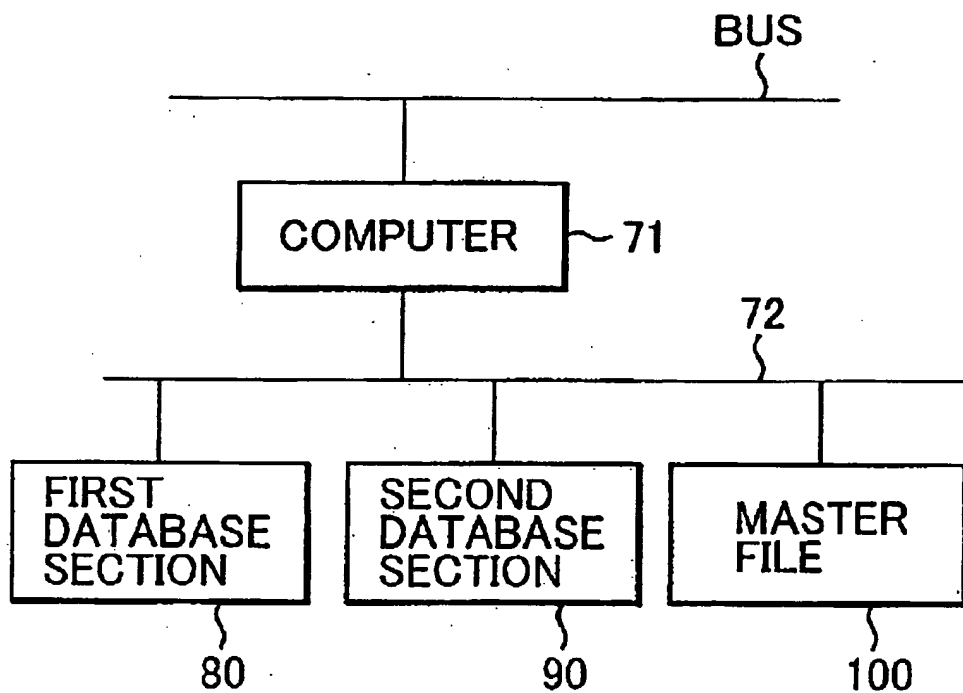 BUS
COMPUTER
71
72
FIRST
DATABASE
SECTION
SECOND
DATABASE
SECTION
MASTER
FILE
80
90
100